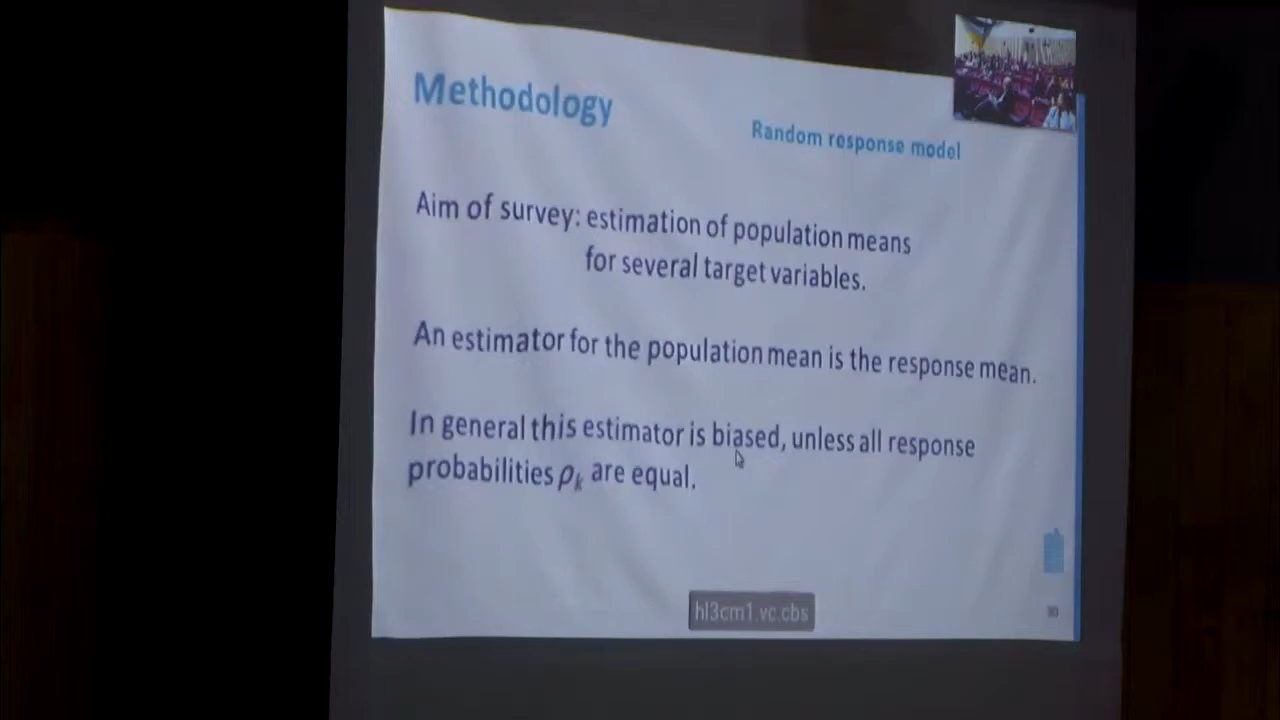 Methodology
Random response model
Aim of survey: estimation of population means
for several target variables.
An estimator for the population mean is the response mean.
In general this estimator is biased, unless all response
probabilities ρk are equal.
hl3cm1.vc.cbs